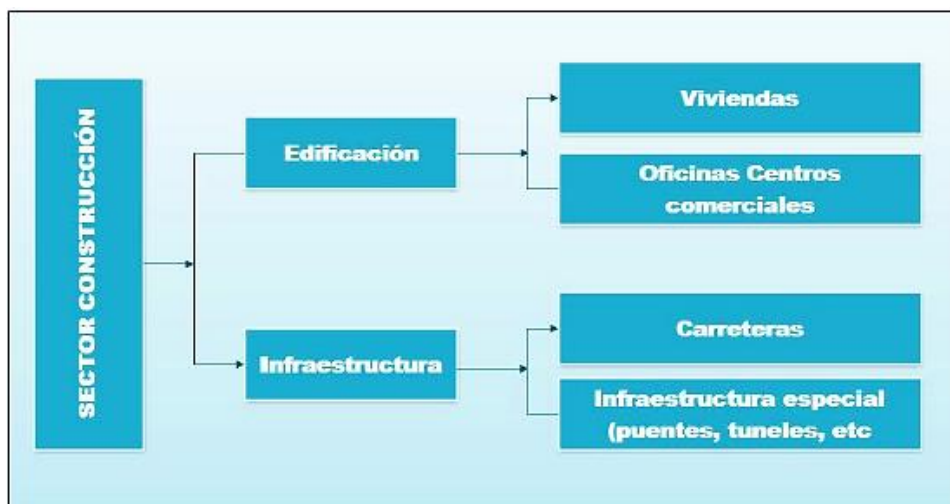 SECTOR CONSTRUCCIÓN
Edificación
Viviendas
Oficinas Centros
comerciales
Infraestructura
Carreteras
Infraestructura especial
(puentes, tuneles, etc